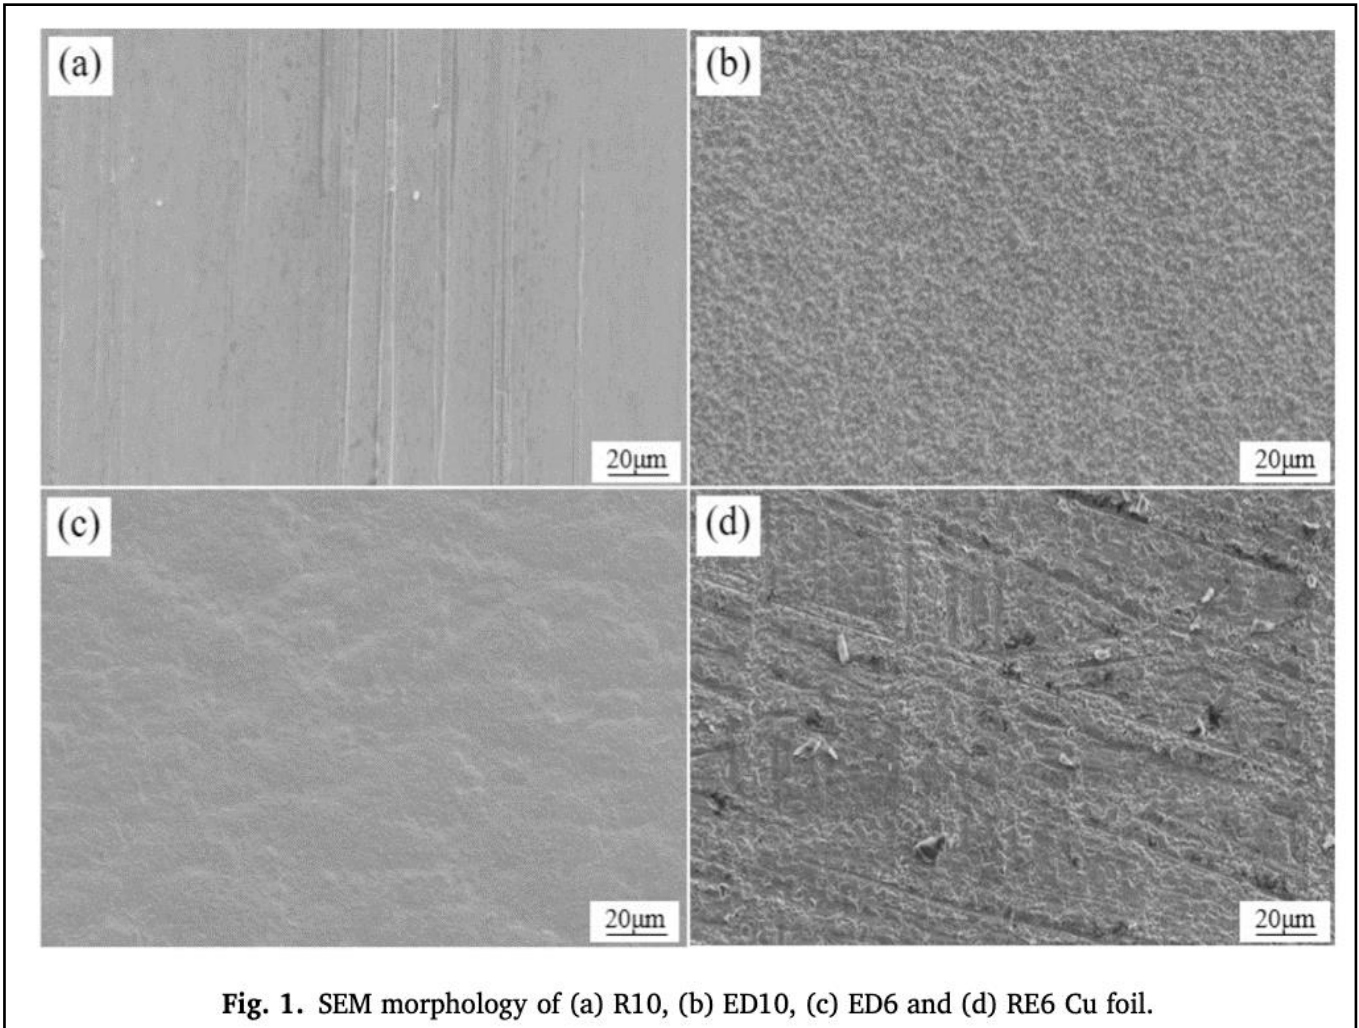 (a)
(b)
20μm
20μm
(c)
(d)
20μm
20μm
Fig. 1. SEM morphology of (a) R10, (b) ED10, (c) ED6 and (d) RE6 Cu foil.